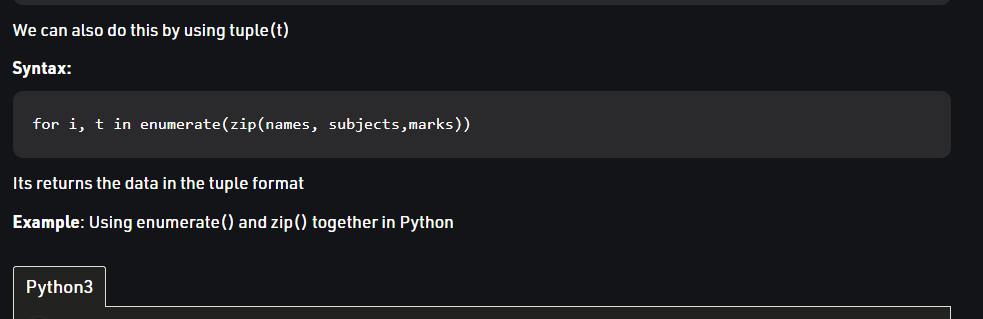 We can also do this by using tuple(t)
Syntax:
for i, t in enumerate(zip(names, subjects,marks))
Its returns the data in the tuple format
Example: Using enumerate() and zip() together in Python
Python3